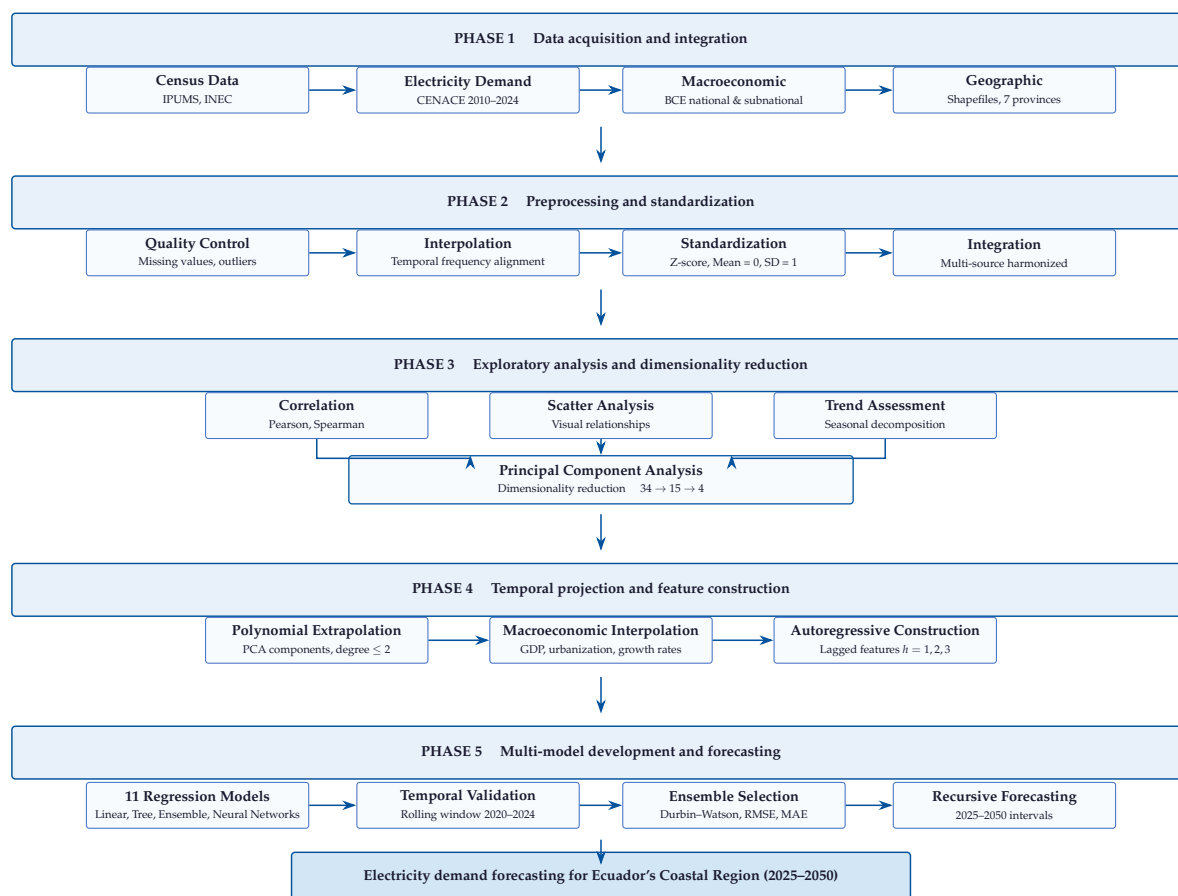 PHASE 1 Data acquisition and integration
Census Data
IPUMS, INEC
Electricity Demand
CENACE 2010–2024
Macroeconomic
BCE national & subnational
Geographic
Shapefiles, 7 provinces
PHASE 2 Preprocessing and standardization
Quality Control
Missing values, outliers
Interpolation
Temporal frequency alignment
Standardization
Z-score, Mean = 0, SD = 1
Integration
Multi-source harmonized
PHASE 3 Exploratory analysis and dimensionality reduction
Correlation
Pearson, Spearman
Scatter Analysis
Visual relationships
Trend Assessment
Seasonal decomposition
Principal Component Analysis
Dimensionality reduction 34 → 15 → 4
PHASE 4 Temporal projection and feature construction
Polynomial Extrapolation
PCA components, degree ≤ 2
Macroeconomic Interpolation
GDP, urbanization, growth rates
Autoregressive Construction
Lagged features h = 1, 2, 3
PHASE 5 Multi-model development and forecasting
11 Regression Models
Linear, Tree, Ensemble, Neural Networks
Temporal Validation
Rolling window 2020–2024
Ensemble Selection
Durbin–Watson, RMSE, MAE
Recursive Forecasting
2025–2050 intervals
Electricity demand forecasting for Ecuador's Coastal Region (2025–2050)